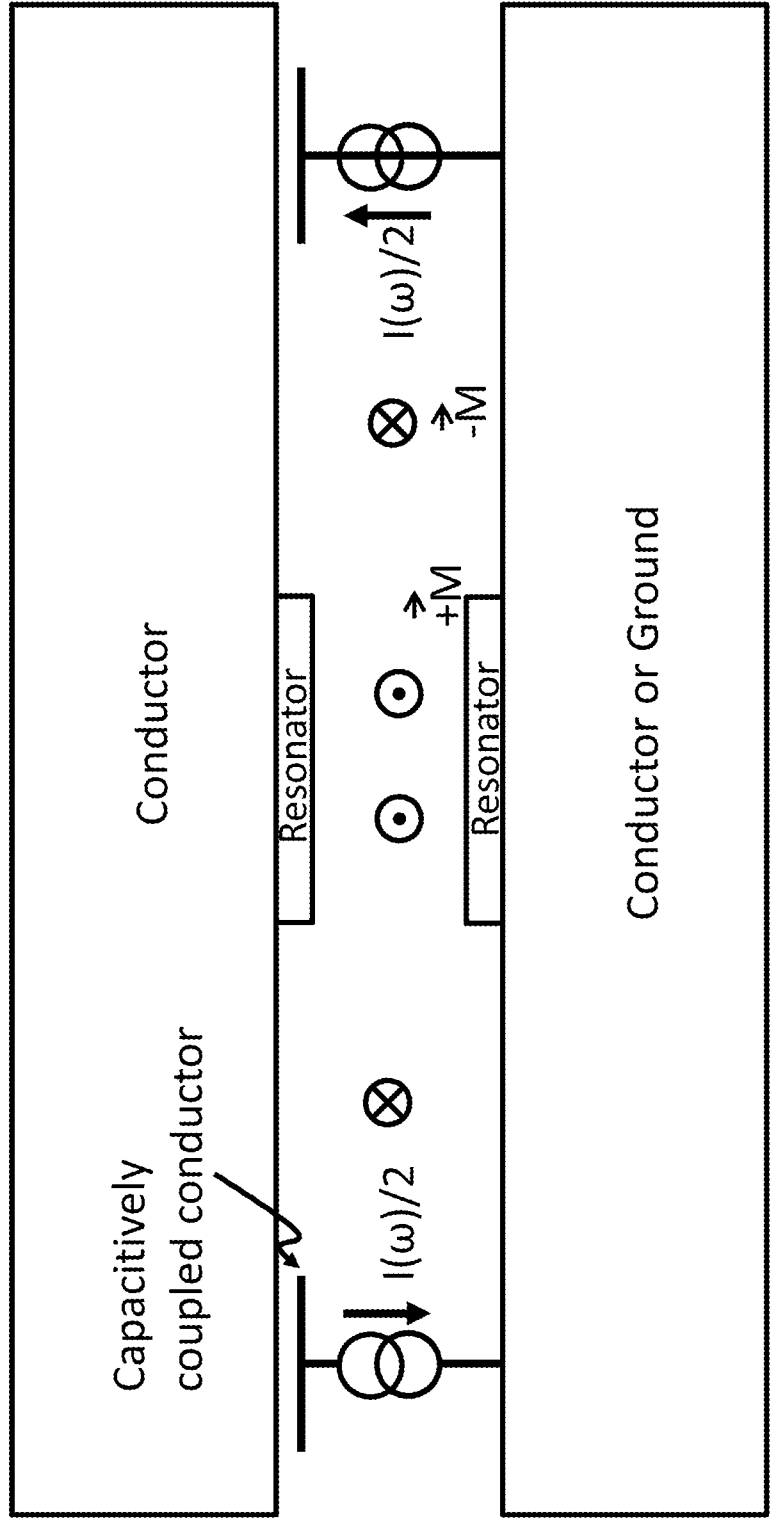 Capacitively
coupled conductor
Conductor
Resonator
I(ω)/2
I(ω)/2
+M⃗
-M⃗
Resonator
Conductor or Ground